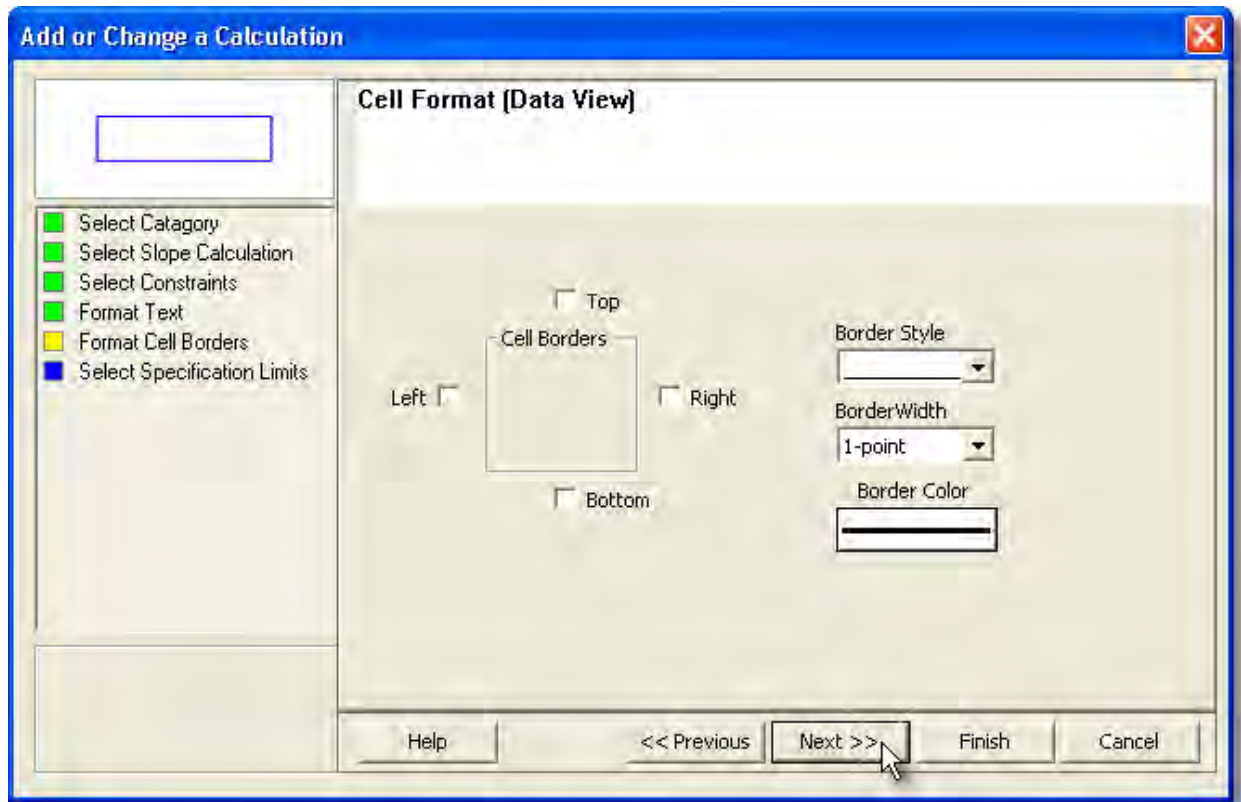 Add or Change a Calculation
Cell Format (Data View)
Select Catagory
Select Slope Calculation
Select Constraints
Format Text
Format Cell Borders
Select Specification Limits
Top
Cell Borders
Left
Right
Bottom
Border Style
BorderWidth
1-point
Border Color
Help
<< Previous
Next >>
Finish
Cancel